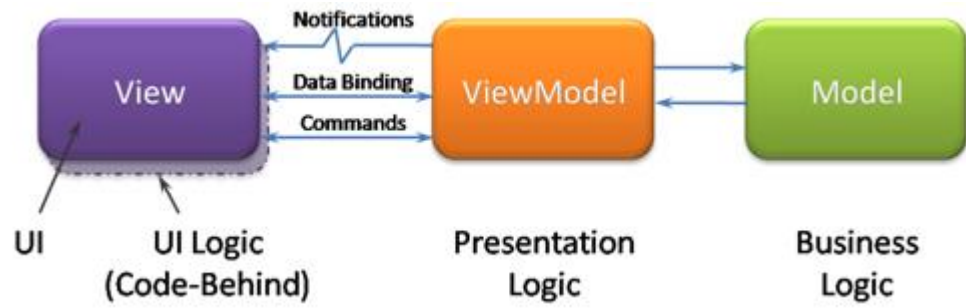 Notifications
View
Data Binding
ViewModel
Model
Commands
UI
UI Logic
(Code-Behind)
Presentation
Logic
Business
Logic